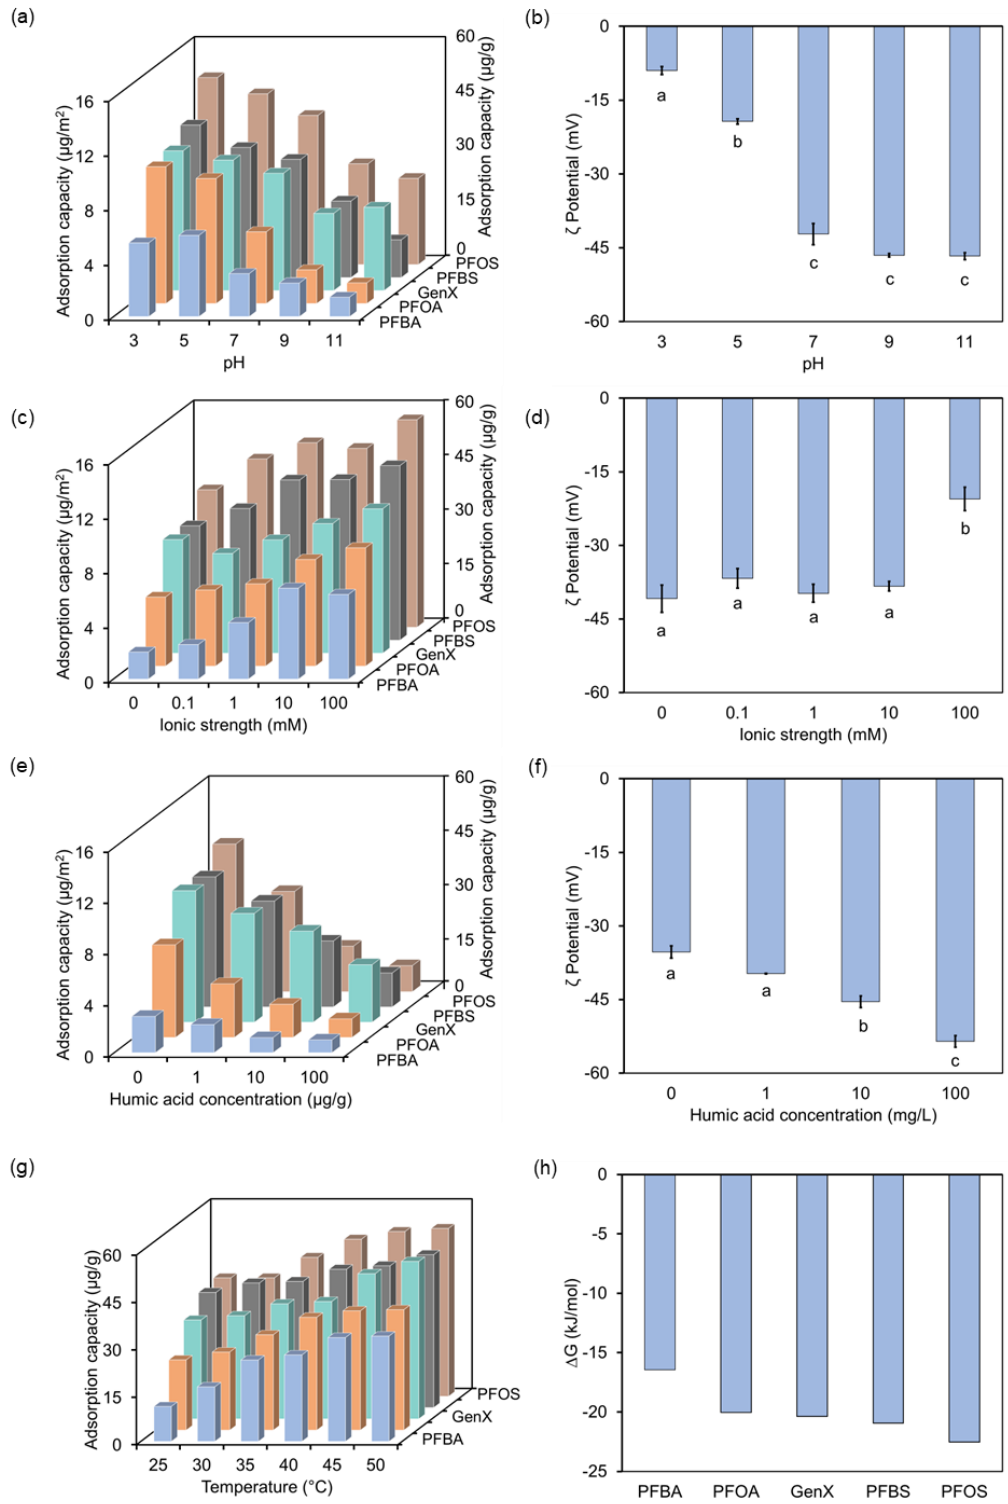 (a)
Adsorption capacity (µg/m²)
16
12
8
4
0
3 5 7 9 11
pH
60
45
30
15
0
Adsorption capacity (µg/g)
PFOS
PFBS
GenX
PFOA
PFBA
(b)
ζ Potential (mV)
0
-15
-30
-45
-60
a
b
c
c
c
3 5 7 9 11
pH
(c)
Adsorption capacity (µg/m²)
16
12
8
4
0
0 0.1 1 10 100
Ionic strength (mM)
60
45
30
15
0
Adsorption capacity (µg/g)
PFOS
PFBS
GenX
PFOA
PFBA
(d)
ζ Potential (mV)
0
-15
-30
-45
-60
a
a
a
a
b
0 0.1 1 10 100
Ionic strength (mM)
(e)
Adsorption capacity (µg/m²)
16
12
8
4
0
0 1 10 100
Humic acid concentration (µg/g)
60
45
30
15
0
Adsorption capacity (µg/g)
PFOS
PFBS
GenX
PFOA
PFBA
(f)
ζ Potential (mV)
0
-15
-30
-45
-60
a
a
b
c
0 1 10 100
Humic acid concentration (mg/L)
(g)
Adsorption capacity (µg/g)
60
45
30
15
0
25 30 35 40 45 50
Temperature (°C)
PFOS
GenX
PFBA
(h)
ΔG (kJ/mol)
0
-5
-10
-15
-20
-25
PFBA PFOA GenX PFBS PFOS